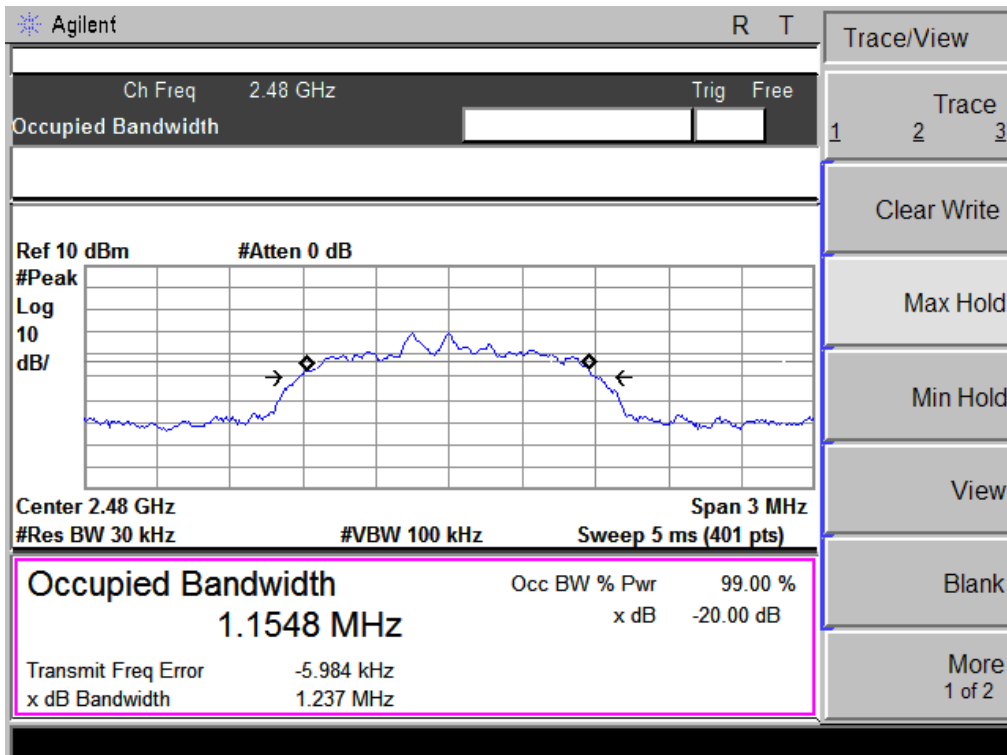 Agilent R T
Ch Freq 2.48 GHz Trig Free
Occupied Bandwidth
Ref 10 dBm #Atten 0 dB
#Peak
Log
10
dB/
Center 2.48 GHz Span 3 MHz
#Res BW 30 kHz #VBW 100 kHz Sweep 5 ms (401 pts)
Occupied Bandwidth Occ BW % Pwr 99.00 %
1.1548 MHz x dB -20.00 dB
Transmit Freq Error -5.984 kHz
x dB Bandwidth 1.237 MHz
Trace/View
Trace
1 2 3
Clear Write
Max Hold
Min Hold
View
Blank
More
1 of 2